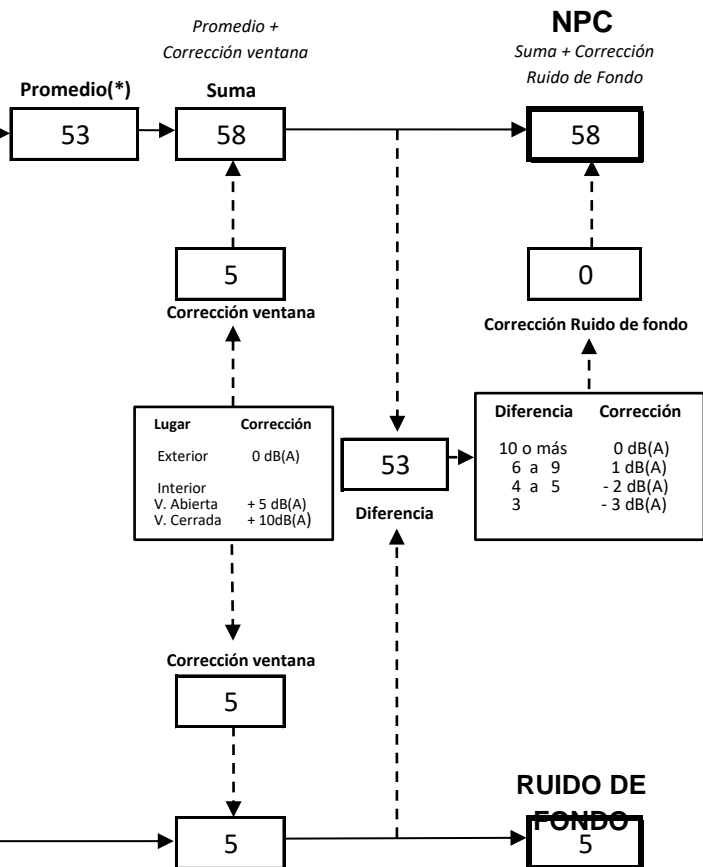 Promedio +
Corrección ventana
NPC
Suma + Corrección
Ruido de Fondo
Promedio(*)
Suma
53
58
58
5
0
Corrección ventana
Corrección Ruido de fondo
Lugar Corrección
Exterior 0 dB(A)
Interior
V. Abierta + 5 dB(A)
V. Cerrada + 10dB(A)
53
Diferencia
Diferencia Corrección
10 o más 0 dB(A)
6 a 9 1 dB(A)
4 a 5 - 2 dB(A)
3 - 3 dB(A)
Corrección ventana
5
RUIDO DE
FONDO
5
5